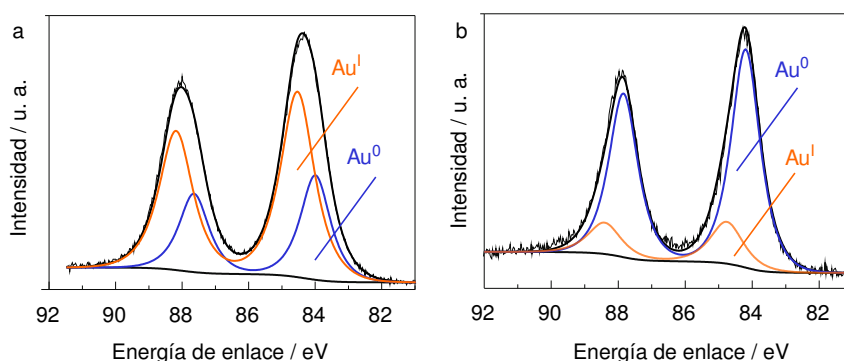 a
Intensidad / u. a.
Au^I
Au^0
92 90 88 86 84 82
Energía de enlace / eV
b
Intensidad / u. a.
Au^0
Au^I
92 90 88 86 84 82
Energía de enlace / eV